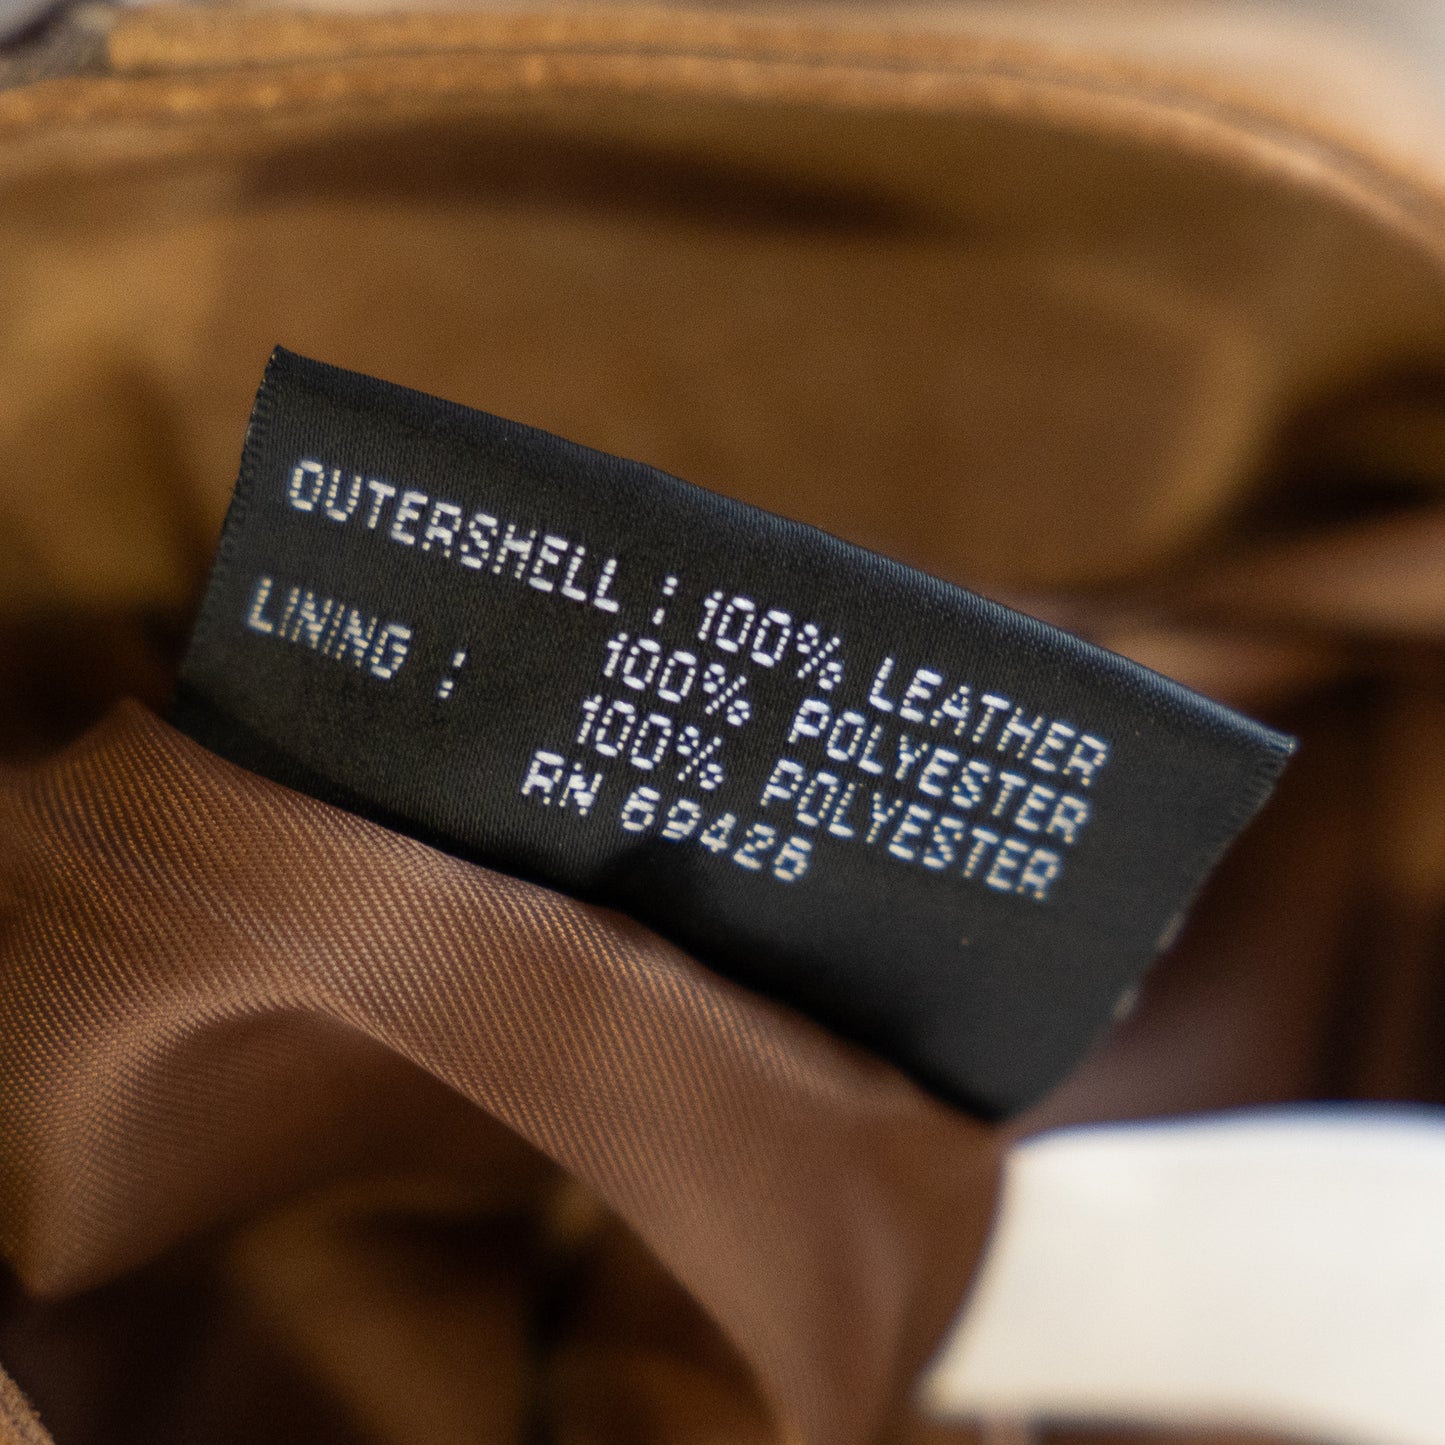 OUTERSHELL : 100% LEATHER
100% POLYESTER
LINING : 100% POLYESTER
RN 69426